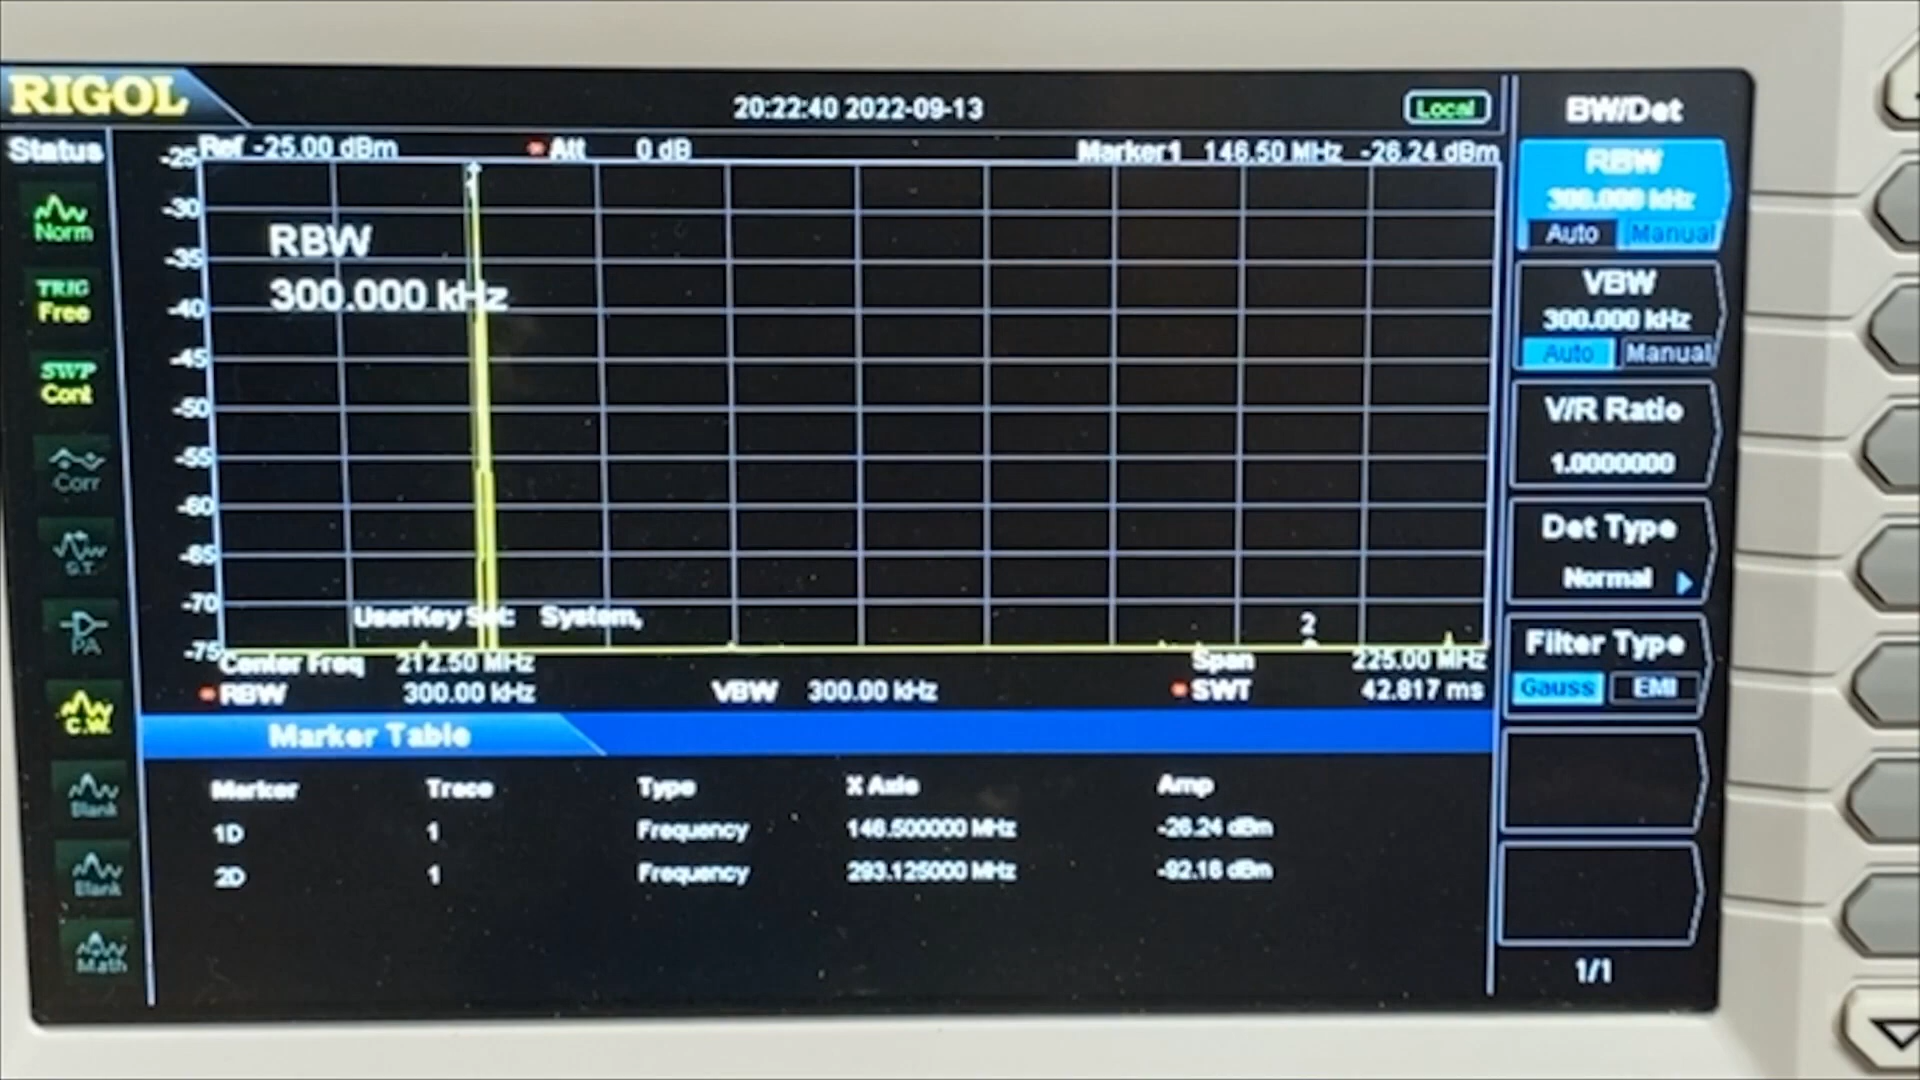 RIGOL
20:22:40 2022-09-13
Local
BW/Det
Status
Ref -25.00 dBm Att 0 dB Marker1 146.50 MHz -26.24 dBm
-25
-30
-35
-40
-45
-50
-55
-60
-65
-70
-75
1
RBW
300.000 kHz
UserKey Set: System,
2
Center Freq 212.50 MHz Span 225.00 MHz
RBW 300.00 kHz VBW 300.00 kHz SWT 42.817 ms
Marker Table
Marker Trace Type X Axis Amp
1D 1 Frequency 146.500000 MHz -26.24 dBm
2D 1 Frequency 293.125000 MHz -92.16 dBm
Norm
TRIG
Free
SWP
Cont
Corr
S.T.
PA
C.W.
Blank
Blank
Math
RBW
300.000 kHz
Auto Manual
VBW
300.000 kHz
Auto Manual
V/R Ratio
1.0000000
Det Type
Normal
Filter Type
Gauss EMI
1/1